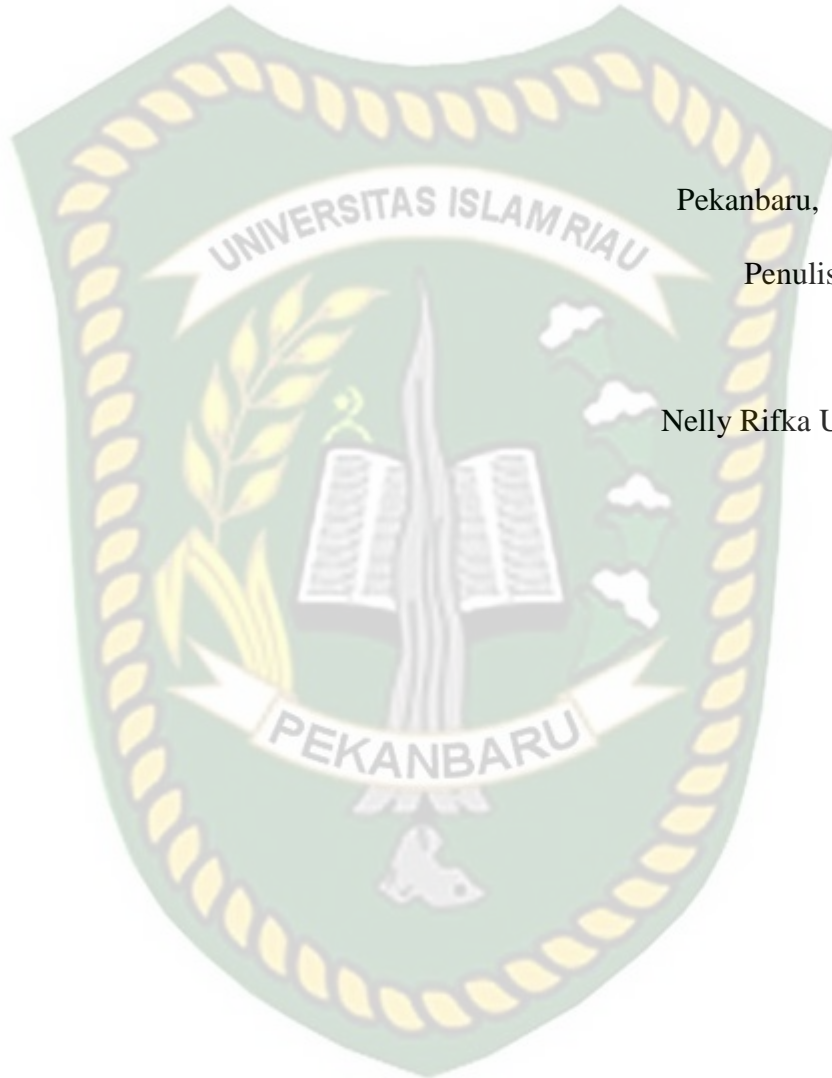 UNIVERSITAS ISLAM RIAU
Pekanbaru,
Penulis
Nelly Rifka U
PEKANBARU